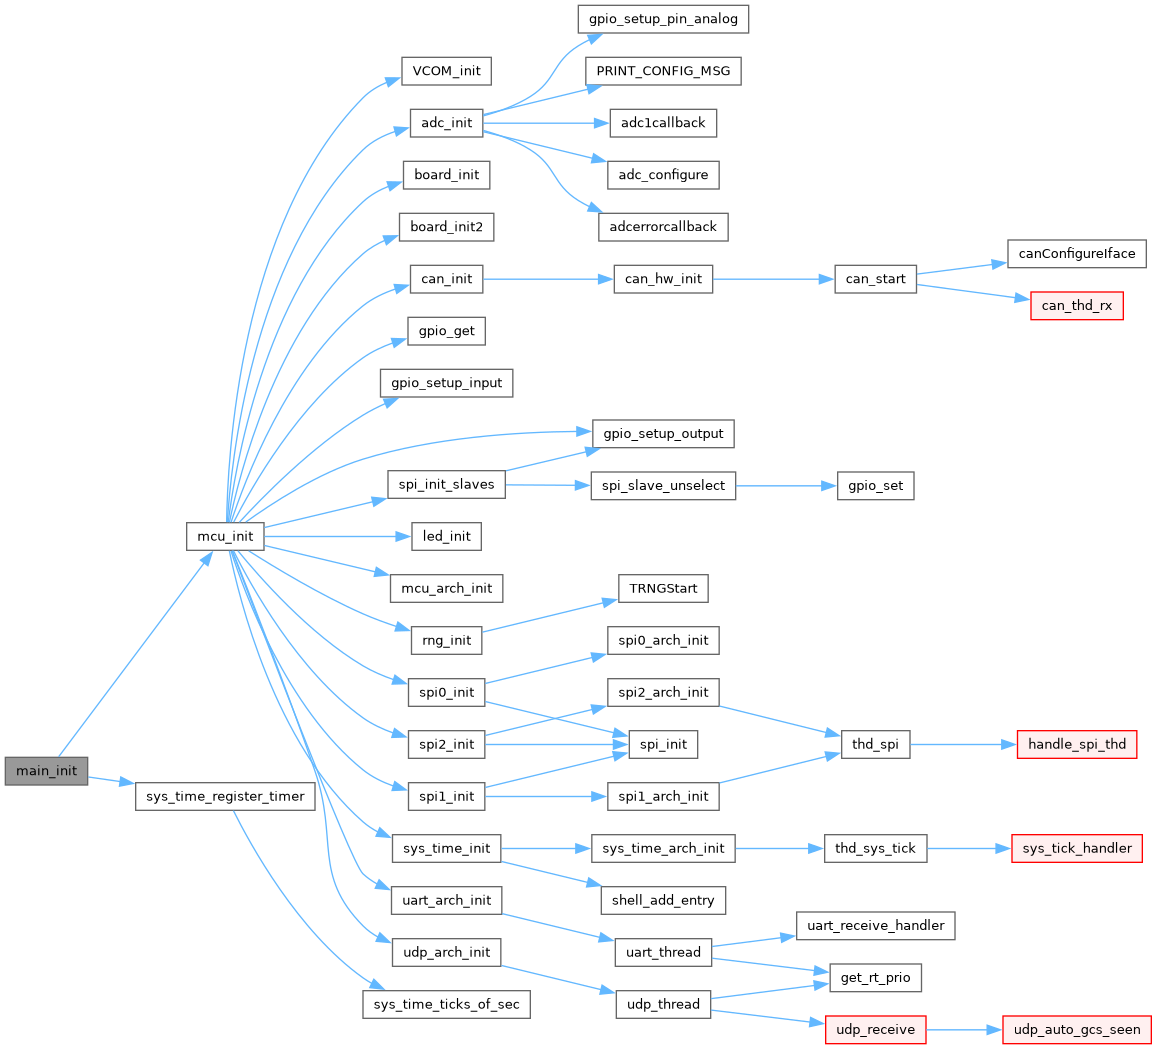 gpio_setup_pin_analog
VCOM_init
PRINT_CONFIG_MSG
adc_init
adc1callback
board_init
adc_configure
board_init2
adcerrorcallback
canConfigureIface
can_init
can_hw_init
can_start
can_thd_rx
gpio_get
gpio_setup_input
gpio_setup_output
spi_init_slaves
spi_slave_unselect
gpio_set
mcu_init
led_init
mcu_arch_init
TRNGStart
rng_init
spi0_arch_init
spi0_init
spi2_arch_init
spi2_init
spi_init
thd_spi
handle_spi_thd
main_init
sys_time_register_timer
spi1_init
spi1_arch_init
sys_time_init
sys_time_arch_init
thd_sys_tick
sys_tick_handler
uart_arch_init
shell_add_entry
uart_receive_handler
udp_arch_init
uart_thread
get_rt_prio
sys_time_ticks_of_sec
udp_thread
udp_receive
udp_auto_gcs_seen